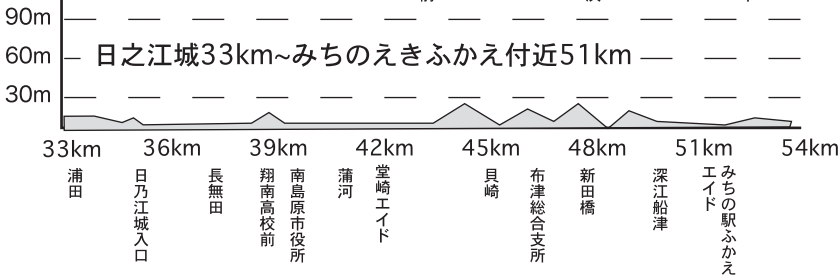 90m
日之江城33km~みちのえきふかえ付近51km
60m
30m
33km 36km 39km 42km 45km 48km 51km 54km
浦田
日乃江城入口
長無田
翔南高校前
南島原市役所
蒲河
堂崎エイド
貝崎
布津総合支所
新田橋
深江船津
エイド
みちの駅ふかえ